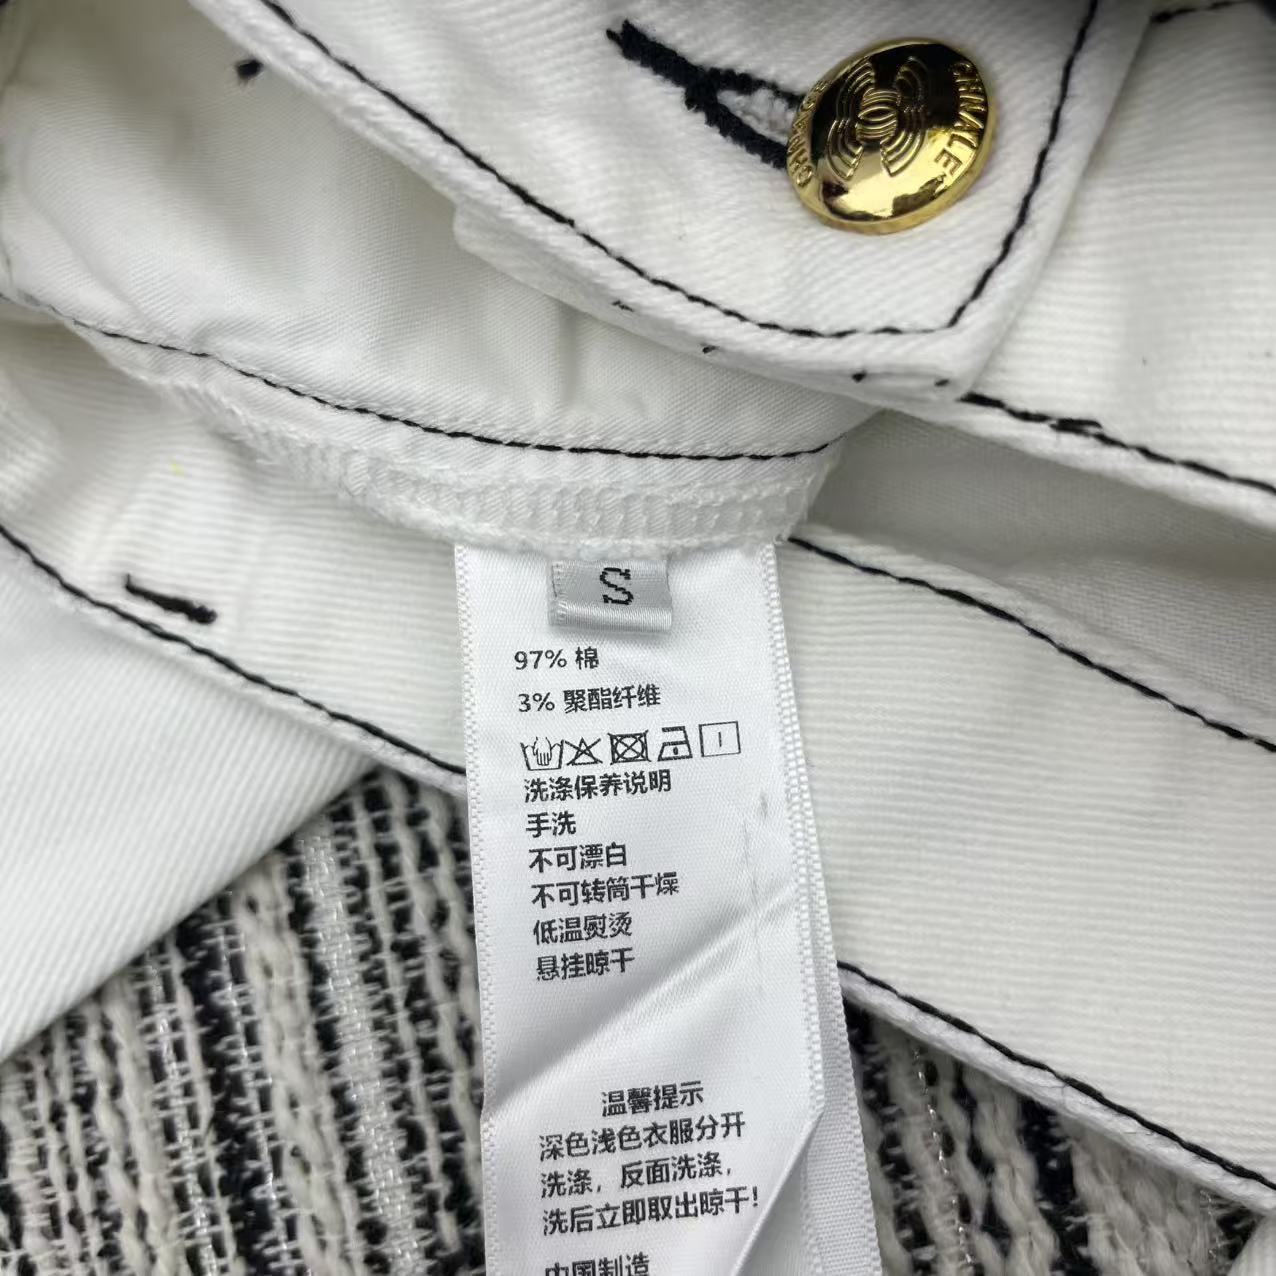 CHNALE
S
97% 棉
3% 聚酯纤维
洗涤保养说明
手洗
不可漂白
不可转筒干燥
低温熨烫
悬挂晾干
温馨提示
深色浅色衣服分开
洗涤，反面洗涤，
洗后立即取出晾干!
中国制造